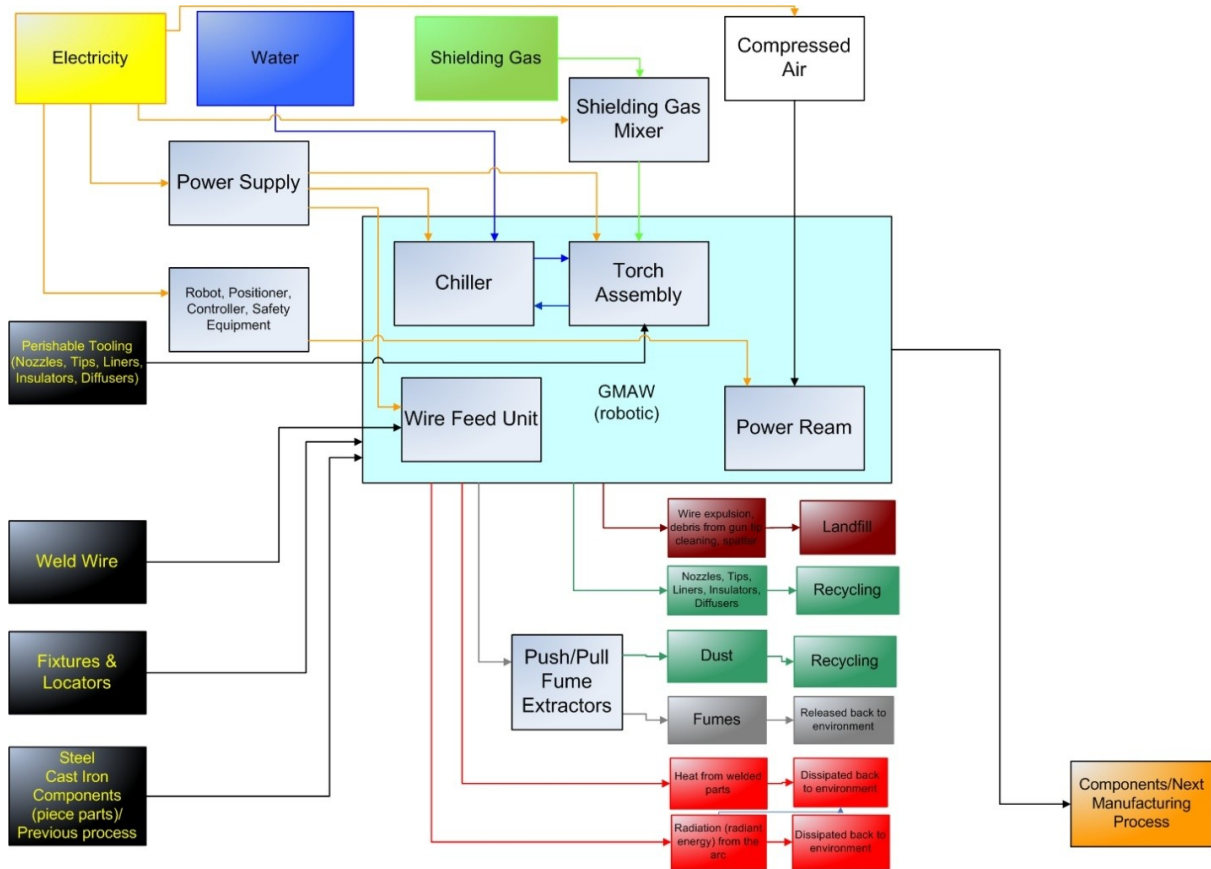 Electricity
Water
Shielding Gas
Compressed
Air
Shielding Gas
Mixer
Power Supply
Chiller
Torch
Assembly
Robot, Positioner,
Controller, Safety
Equipment
Perishable Tooling
(Nozzles, Tips, Liners,
Insulators, Diffusers)
GMAW
(robotic)
Wire Feed Unit
Power Ream
Weld Wire
Wire expulsion,
debris from gun tip
cleaning, spatter
Landfill
Nozzles, Tips,
Liners, Insulators,
Diffusers
Recycling
Fixtures &
Locators
Push/Pull
Fume
Extractors
Dust
Recycling
Fumes
Released back to
environment
Steel
Cast Iron
Components
(piece parts)/
Previous process
Heat from welded
parts
Dissipated back
to environment
Radiation (radiant
energy) from the
arc
Dissipated back to
environment
Components/Next
Manufacturing
Process